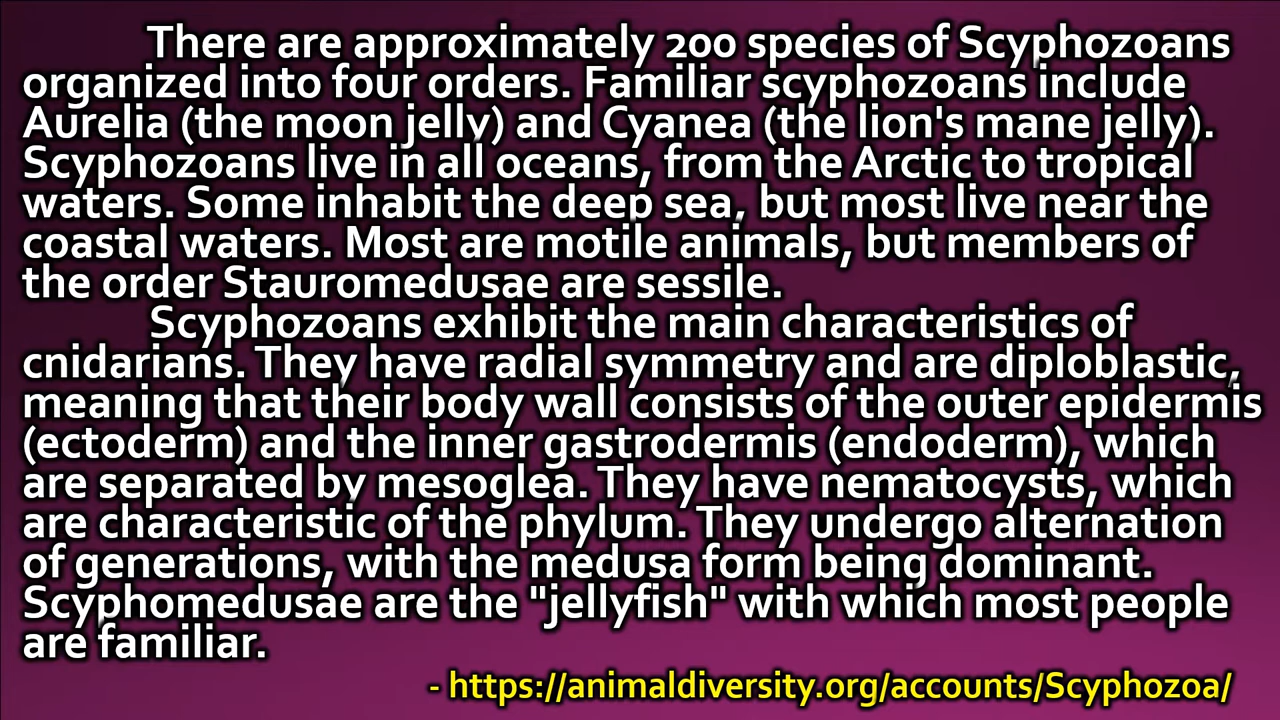 There are approximately 200 species of Scyphozoans
organized into four orders. Familiar scyphozoans include
Aurelia (the moon jelly) and Cyanea (the lion's mane jelly).
Scyphozoans live in all oceans, from the Arctic to tropical
waters. Some inhabit the deep sea, but most live near the
coastal waters. Most are motile animals, but members of
the order Stauromedusae are sessile.
Scyphozoans exhibit the main characteristics of
cnidarians. They have radial symmetry and are diploblastic,
meaning that their body wall consists of the outer epidermis
(ectoderm) and the inner gastrodermis (endoderm), which
are separated by mesoglea. They have nematocysts, which
are characteristic of the phylum. They undergo alternation
of generations, with the medusa form being dominant.
Scyphomedusae are the "jellyfish" with which most people
are familiar.
- https://animaldiversity.org/accounts/Scyphozoa/